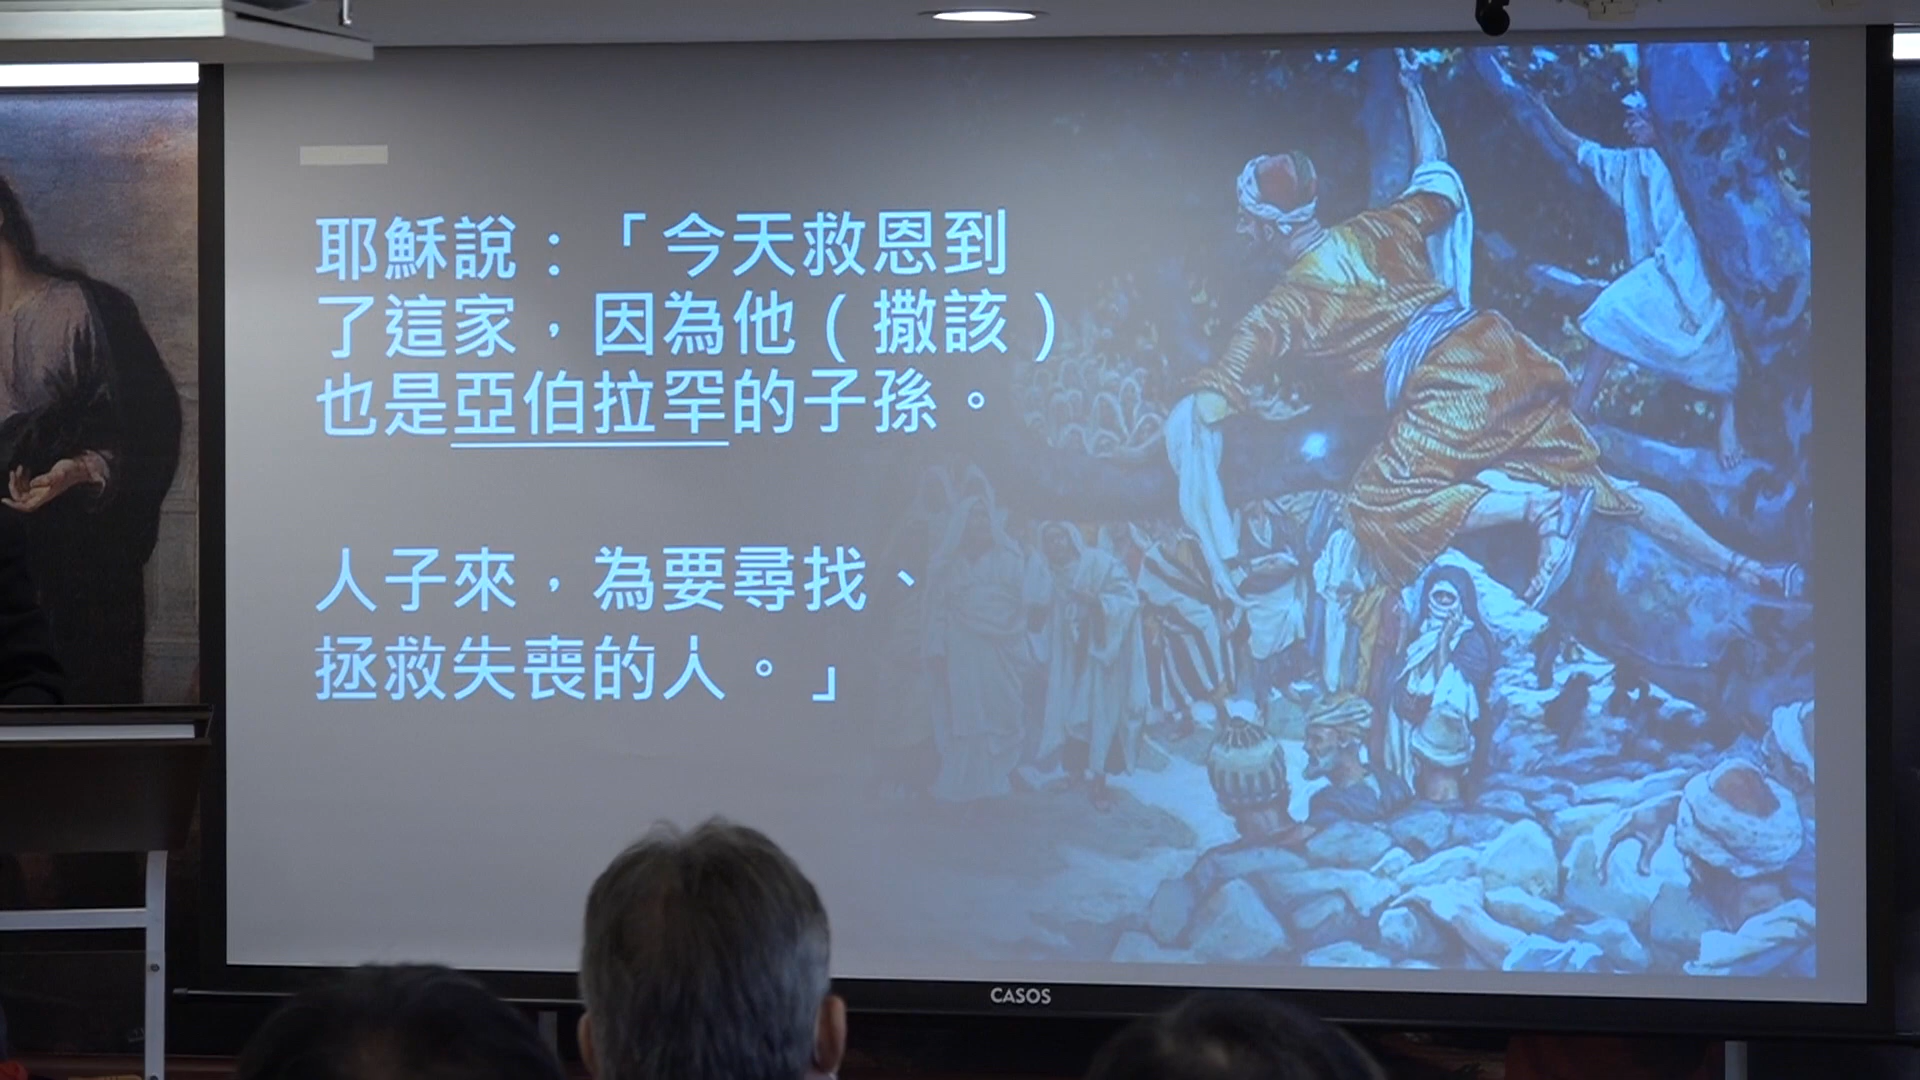 耶穌說：「今天救恩到
了這家，因為他（撒該）
也是亞伯拉罕的子孫。
人子來，為要尋找、
拯救失喪的人。」
CASOS